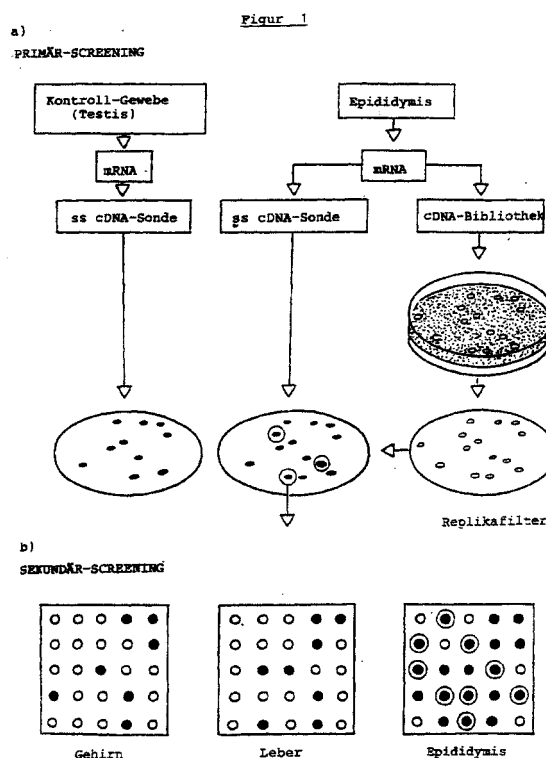 Figur 1
a)
PRIMÄR-SCREENING
Kontroll-Gewebe
(Testis)
Epididymis
mRNA
mRNA
ss cDNA-Sonde
ss cDNA-Sonde
cDNA-Bibliothek
Replikafilter
b)
SEKUNDÄR-SCREENING
Gehirn
Leber
Epididymis